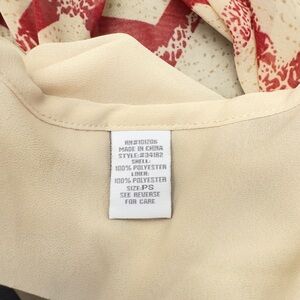 RN#101206
MADE IN CHINA
STYLE:#34182
SHELL:
100% POLYESTER
LINER:
100% POLYESTER
SIZE:PS
SEE REVERSE
FOR CARE